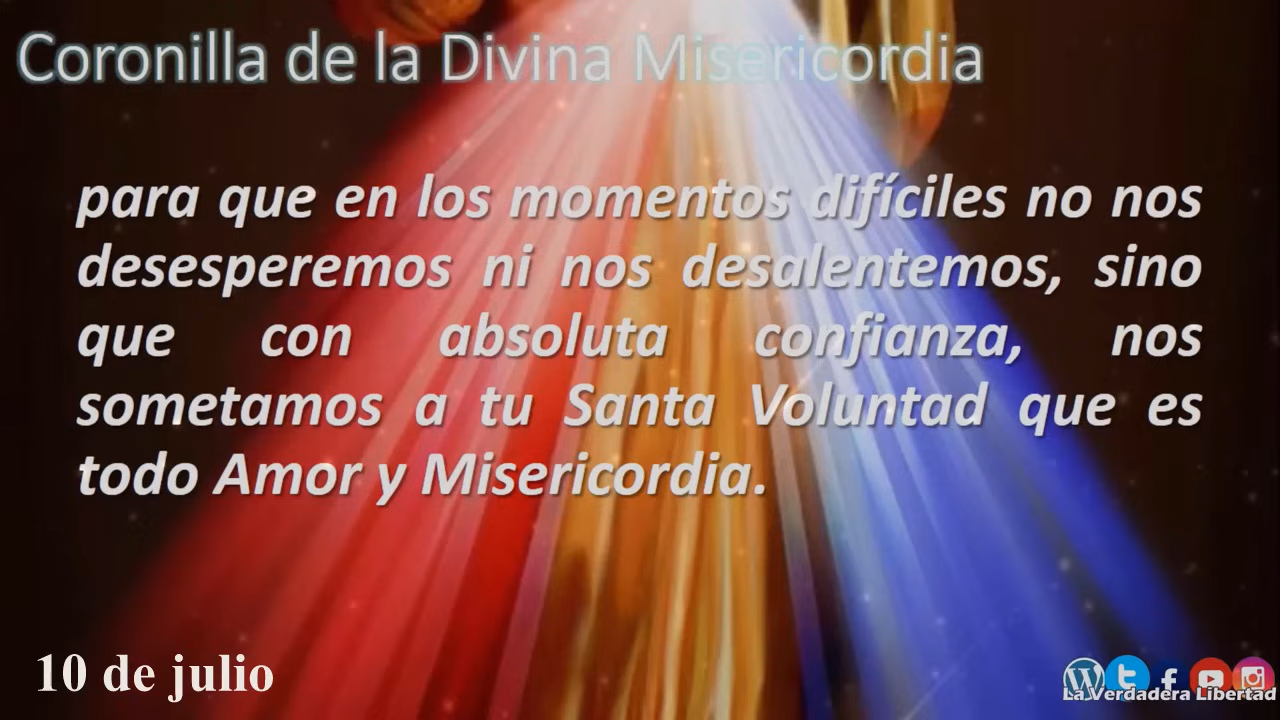 Coronilla de la Divina Misericordia
para que en los momentos difíciles no nos
desesperemos ni nos desalentemos, sino
que con absoluta confianza, nos
sometamos a tu Santa Voluntad que es
todo Amor y Misericordia.
10 de julio
La Verdadera Libertad